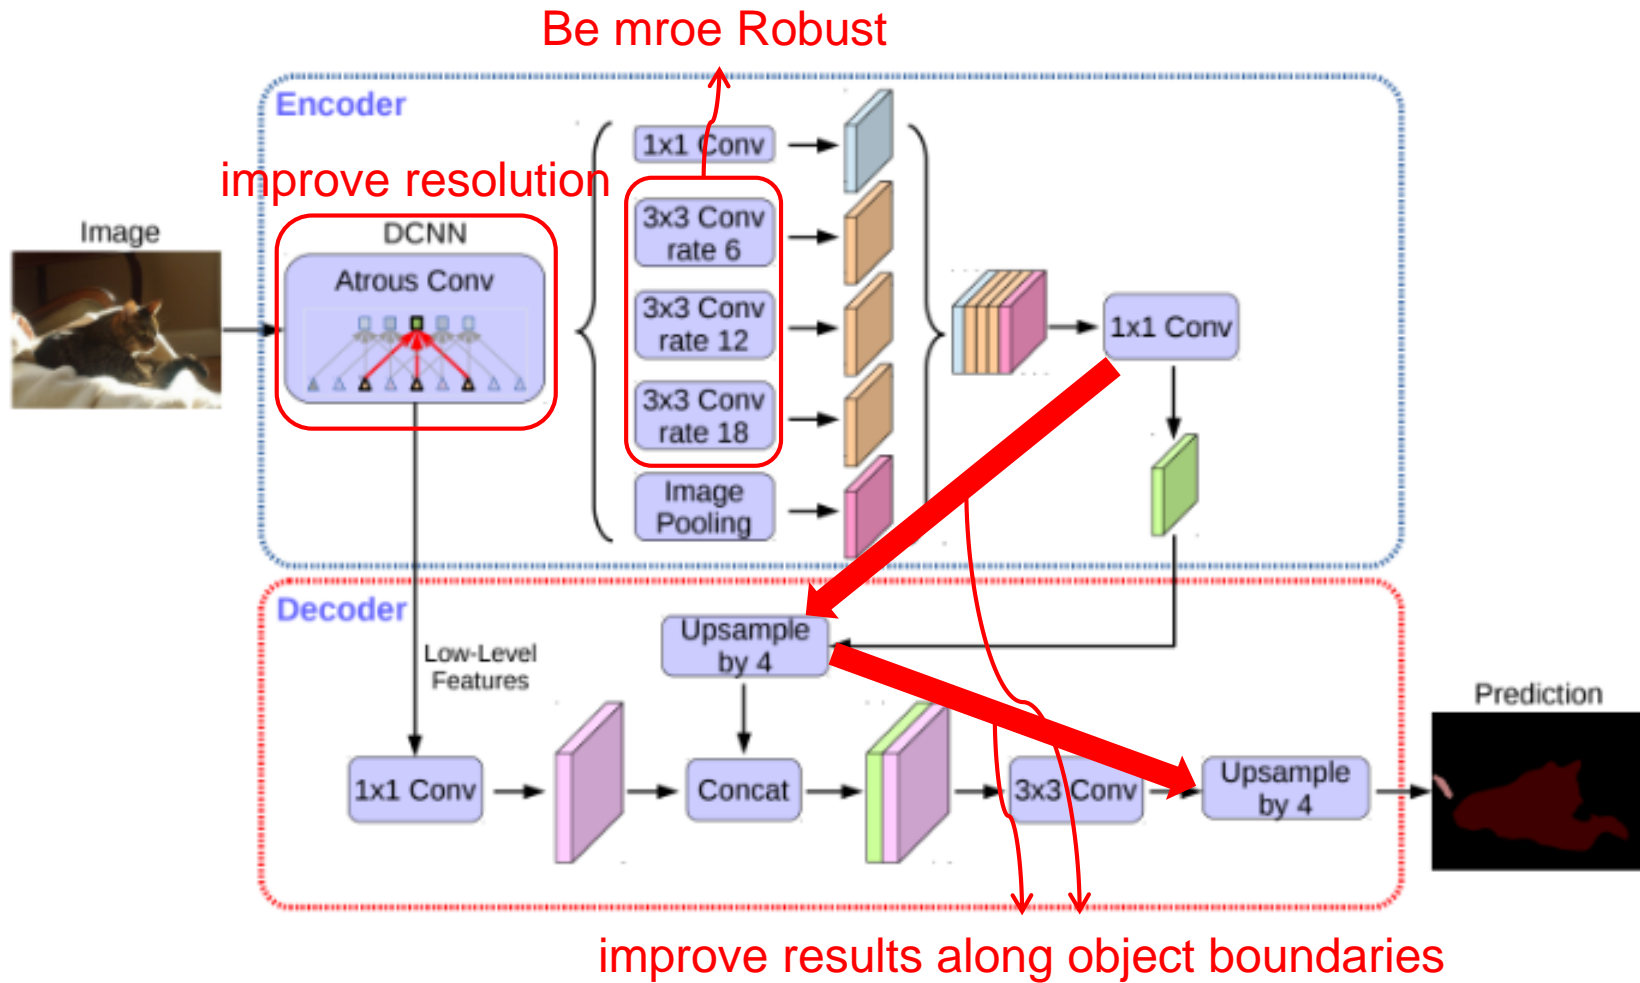 Be mroe Robust
Encoder
improve resolution
Image
DCNN
Atrous Conv
1x1 Conv
3x3 Conv
rate 6
3x3 Conv
rate 12
3x3 Conv
rate 18
Image
Pooling
1x1 Conv
Decoder
Low-Level
Features
Upsample
by 4
1x1 Conv
Concat
3x3 Conv
Upsample
by 4
Prediction
improve results along object boundaries